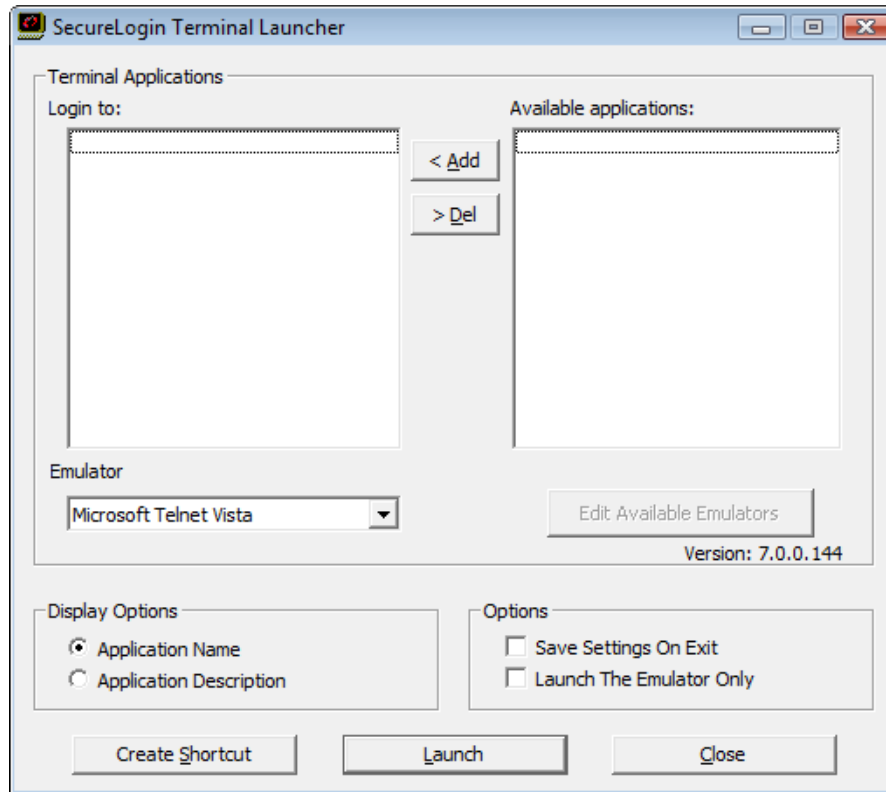 SecureLogin Terminal Launcher
Terminal Applications
Login to:
Available applications:
< Add
> Del
Emulator
Microsoft Telnet Vista
Edit Available Emulators
Version: 7.0.0.144
Display Options
Application Name
Application Description
Options
Save Settings On Exit
Launch The Emulator Only
Create Shortcut
Launch
Close